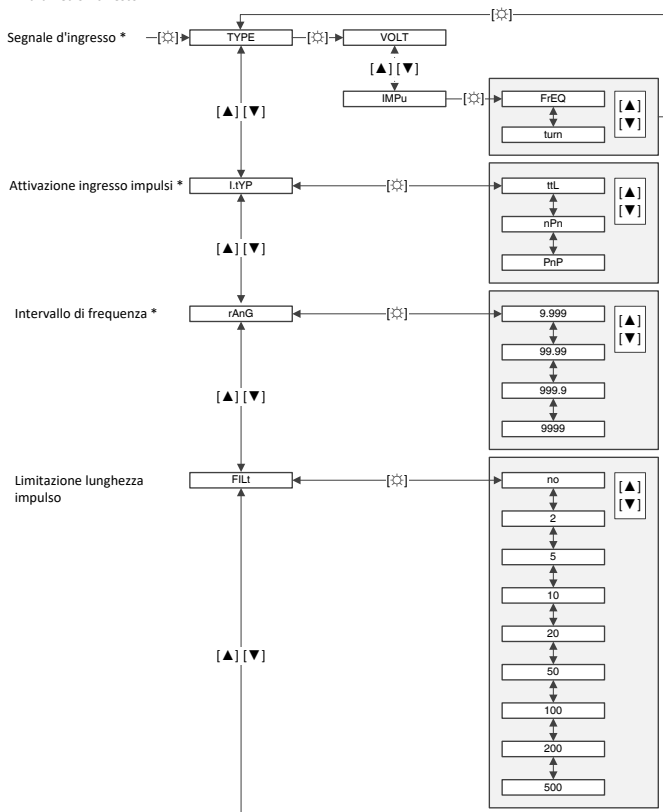 [☼]
Segnale d'ingresso * [☼] TYPE [☼] VOLT
[▲] [▼]
IMPu [☼] FrEQ [▲]
[▼]
turn
[▲] [▼]
Attivazione ingresso impulsi * I.tYP [☼] ttL [▲]
[▼]
nPn
PnP
[▲] [▼]
Intervallo di frequenza * rAnG [☼] 9.999 [▲]
[▼]
99.99
999.9
9999
[▲] [▼]
Limitazione lunghezza
impulso
FILt [☼] no [▲]
[▼]
2
5
10
20
50
100
200
500
[▲] [▼]